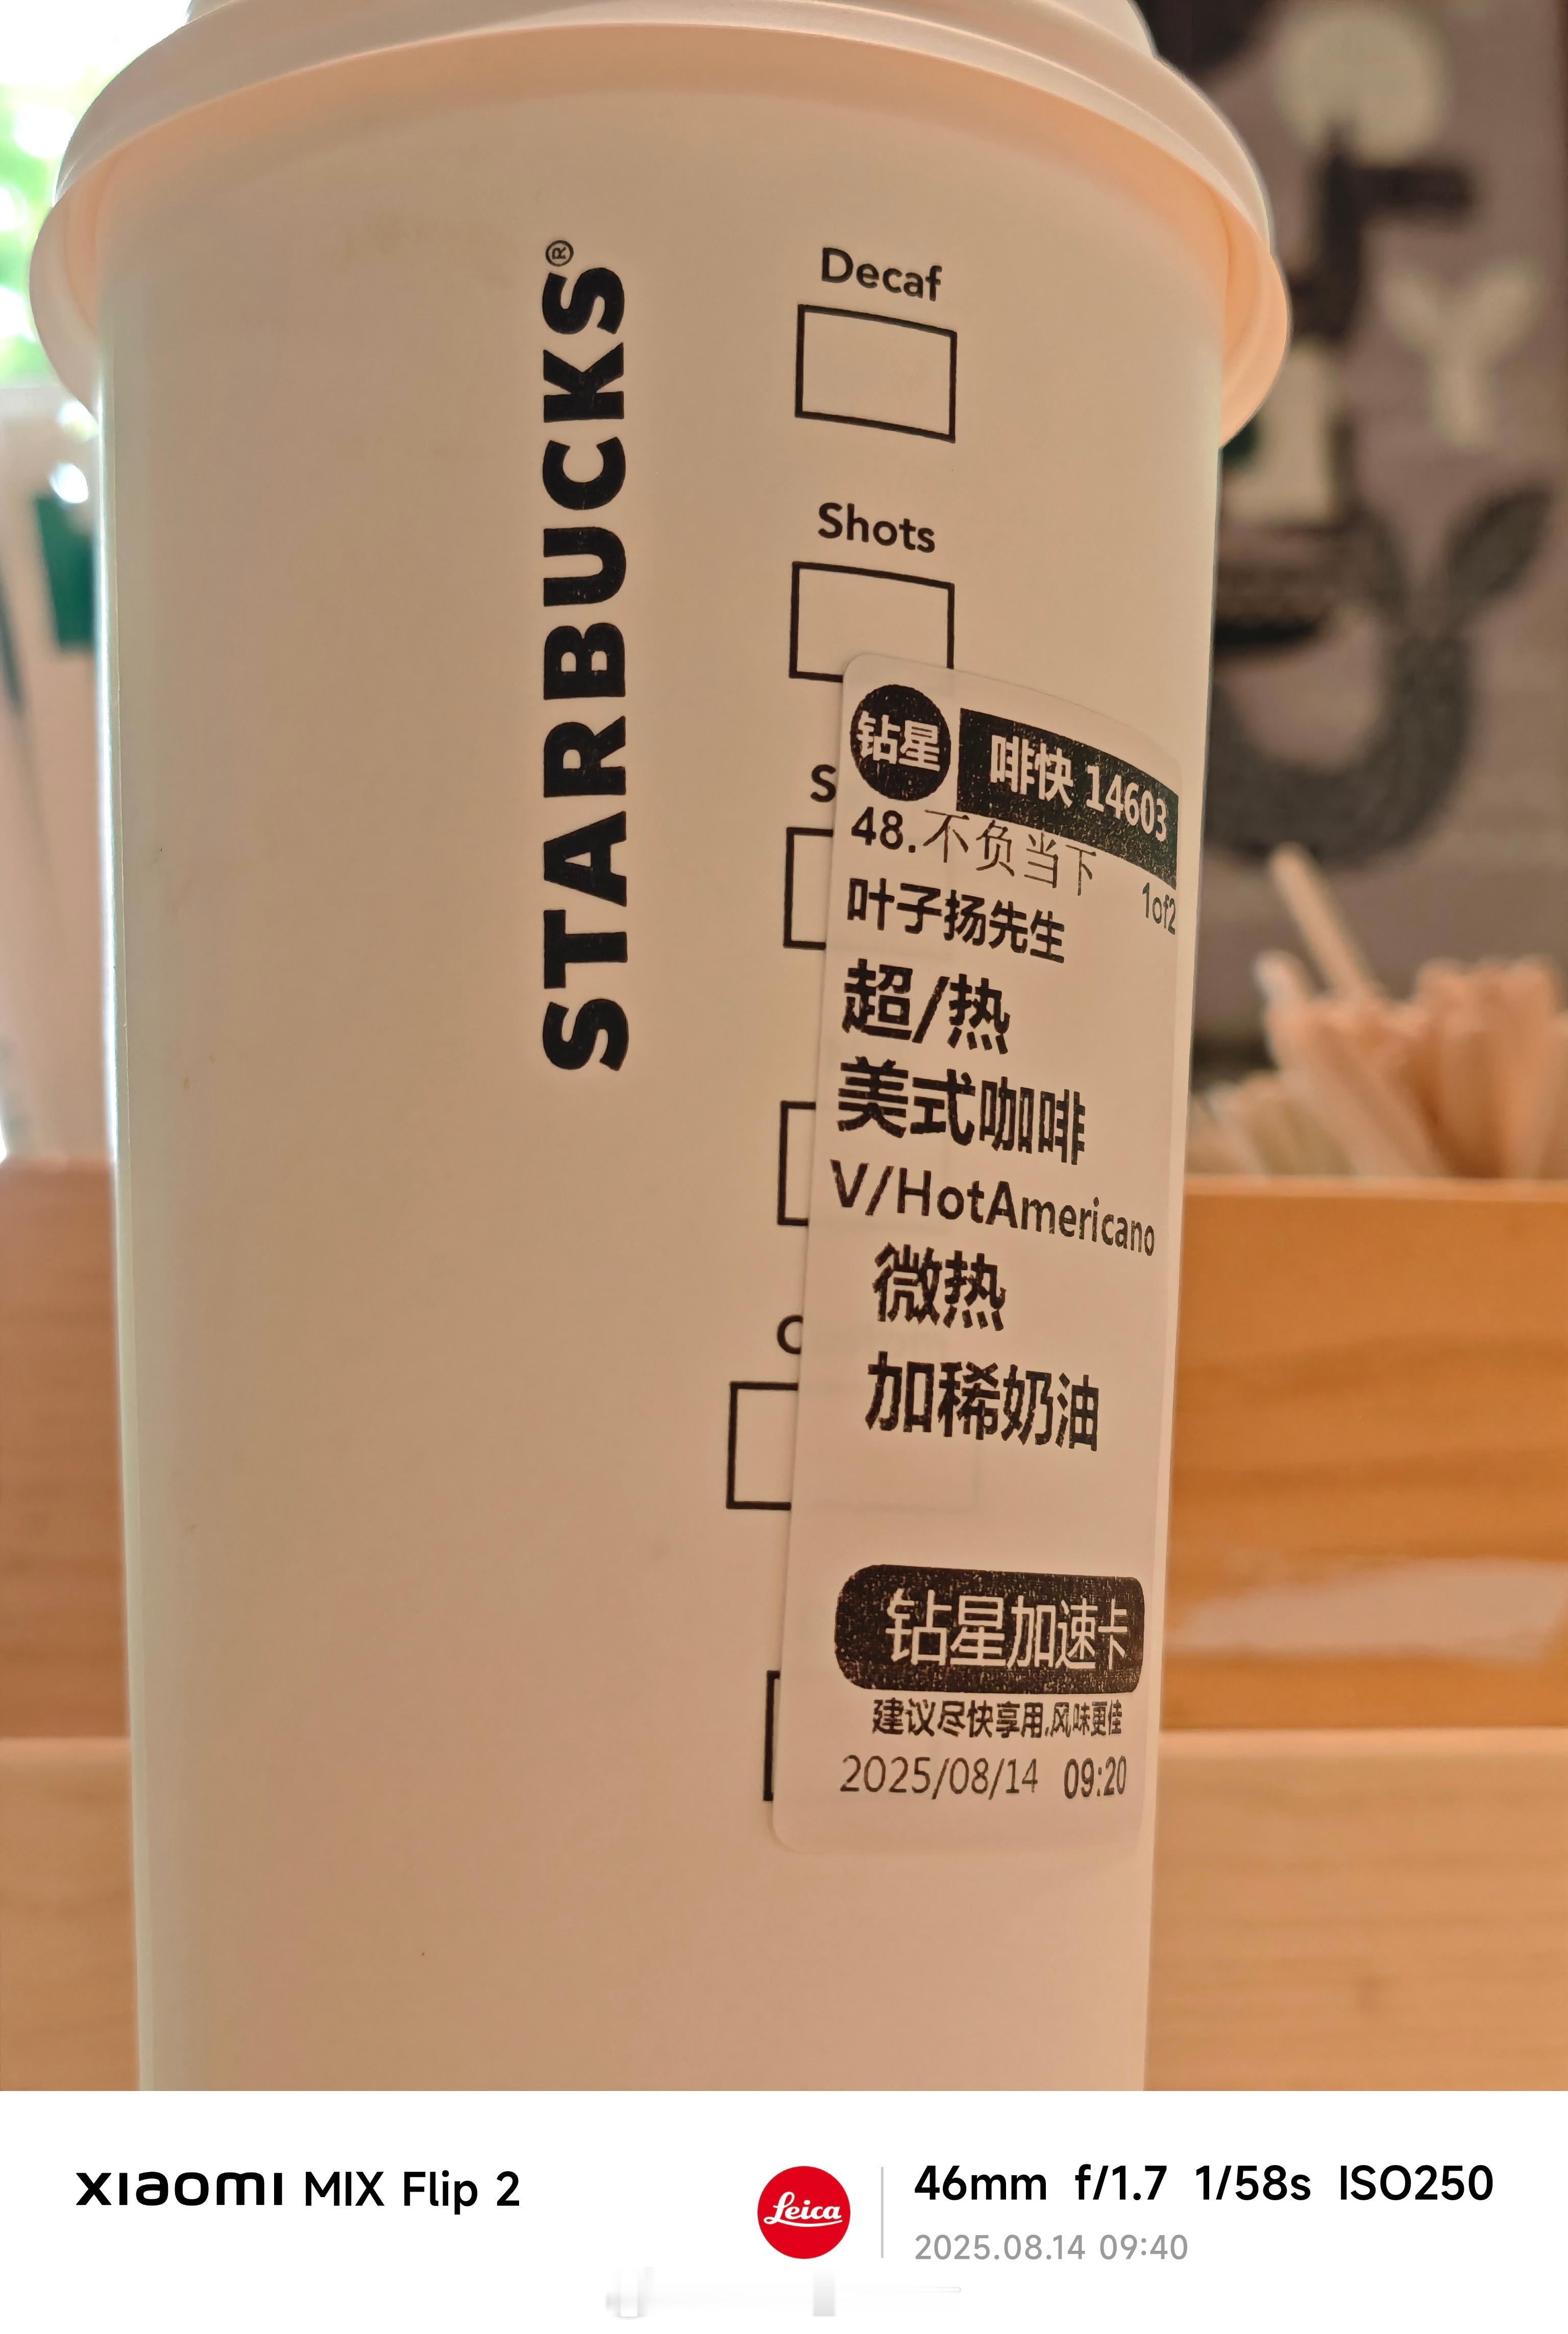 STARBUCKS®
Decaf
Shots
S
C
钻星
啡快 14603
48.不负当下
1of2
叶子扬先生
超/热
美式咖啡
V/HotAmericano
微热
加稀奶油
钻星加速卡
建议尽快享用,风味更佳
2025/08/14 09:20
Y
xiaomi MIX Flip 2
Leica
46mm f/1.7 1/58s ISO250
2025.08.14 09:40